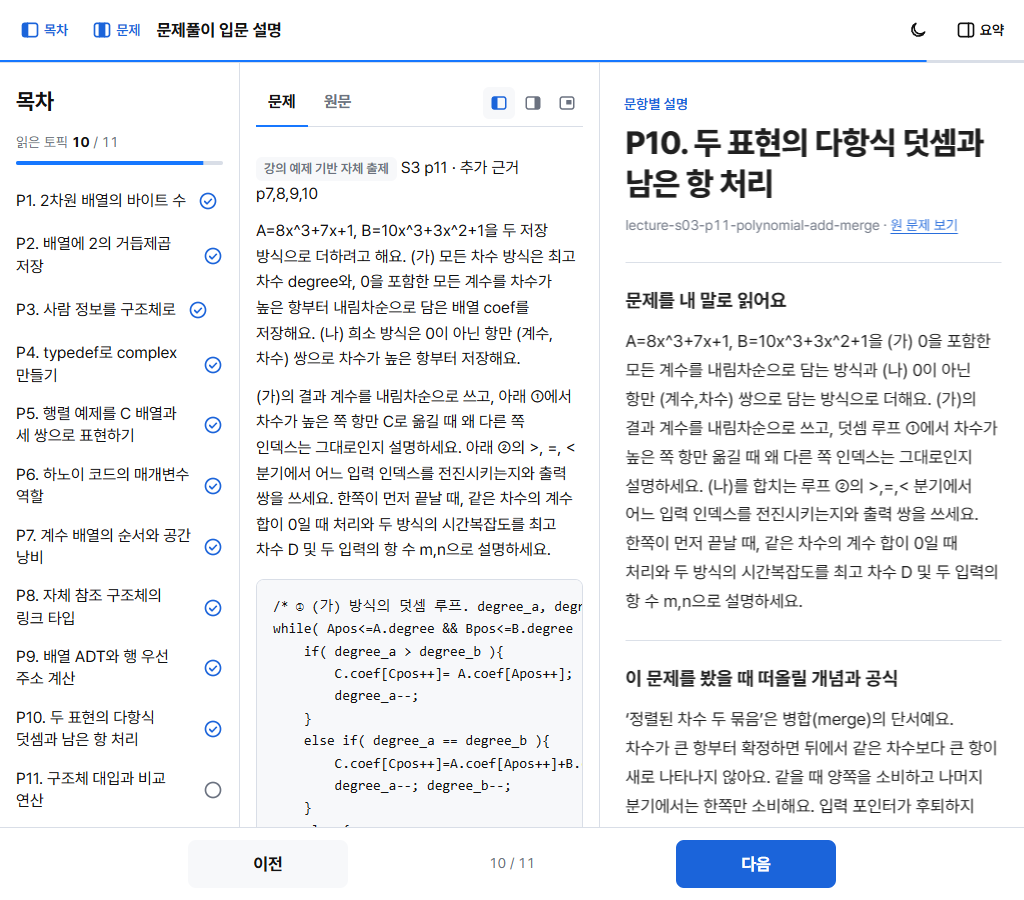 목차
문제
문제풀이 입문 설명
요약
목차
읽은 토픽 10 / 11
P1. 2차원 배열의 바이트 수
P2. 배열에 2의 거듭제곱
저장
P3. 사람 정보를 구조체로
P4. typedef로 complex
만들기
P5. 행렬 예제를 C 배열과
세 쌍으로 표현하기
P6. 하노이 코드의 매개변수
역할
P7. 계수 배열의 순서와 공간
낭비
P8. 자체 참조 구조체의
링크 타입
P9. 배열 ADT와 행 우선
주소 계산
P10. 두 표현의 다항식
덧셈과 남은 항 처리
P11. 구조체 대입과 비교
연산
문제
원문
강의 예제 기반 자체 출제 S3 p11 · 추가 근거
p7,8,9,10
A=8x^3+7x+1, B=10x^3+3x^2+1을 두 저장
방식으로 더하려고 해요. (가) 모든 차수 방식은 최고
차수 degree와, 0을 포함한 모든 계수를 차수가
높은 항부터 내림차순으로 담은 배열 coef를
저장해요. (나) 희소 방식은 0이 아닌 항만 (계수,
차수) 쌍으로 차수가 높은 항부터 저장해요.
(가)의 결과 계수를 내림차순으로 쓰고, 아래 ①에서
차수가 높은 쪽 항만 C로 옮길 때 왜 다른 쪽
인덱스는 그대로인지 설명하세요. 아래 ②의 >, =, <
분기에서 어느 입력 인덱스를 전진시키는지와 출력
쌍을 쓰세요. 한쪽이 먼저 끝날 때, 같은 차수의 계수
합이 0일 때 처리와 두 방식의 시간복잡도를 최고
차수 D 및 두 입력의 항 수 m,n으로 설명하세요.
/* ① (가) 방식의 덧셈 루프. degree_a, degr
while( Apos<=A.degree && Bpos<=B.degree
if( degree_a > degree_b ){
C.coef[Cpos++]= A.coef[Apos++];
degree_a--;
}
else if( degree_a == degree_b ){
C.coef[Cpos++]=A.coef[Apos++]+B.
degree_a--; degree_b--;
}
문항별 설명
P10. 두 표현의 다항식 덧셈과
남은 항 처리
lecture-s03-p11-polynomial-add-merge · 원 문제 보기
문제를 내 말로 읽어요
A=8x^3+7x+1, B=10x^3+3x^2+1을 (가) 0을 포함한
모든 계수를 내림차순으로 담는 방식과 (나) 0이 아닌
항만 (계수,차수) 쌍으로 담는 방식으로 더해요. (가)의
결과 계수를 내림차순으로 쓰고, 덧셈 루프 ①에서 차수가
높은 쪽 항만 옮길 때 왜 다른 쪽 인덱스는 그대로인지
설명하세요. (나)를 합치는 루프 ②의 >,=,< 분기에서
어느 입력 인덱스를 전진시키는지와 출력 쌍을 쓰세요.
한쪽이 먼저 끝날 때, 같은 차수의 계수 합이 0일 때
처리와 두 방식의 시간복잡도를 최고 차수 D 및 두 입력의
항 수 m,n으로 설명하세요.
이 문제를 봤을 때 떠올릴 개념과 공식
‘정렬된 차수 두 묶음’은 병합(merge)의 단서예요.
차수가 큰 항부터 확정하면 뒤에서 같은 차수보다 큰 항이
새로 나타나지 않아요. 같을 때 양쪽을 소비하고 나머지
분기에서는 한쪽만 소비해요. 입력 포인터가 후퇴하지
이전
10 / 11
다음